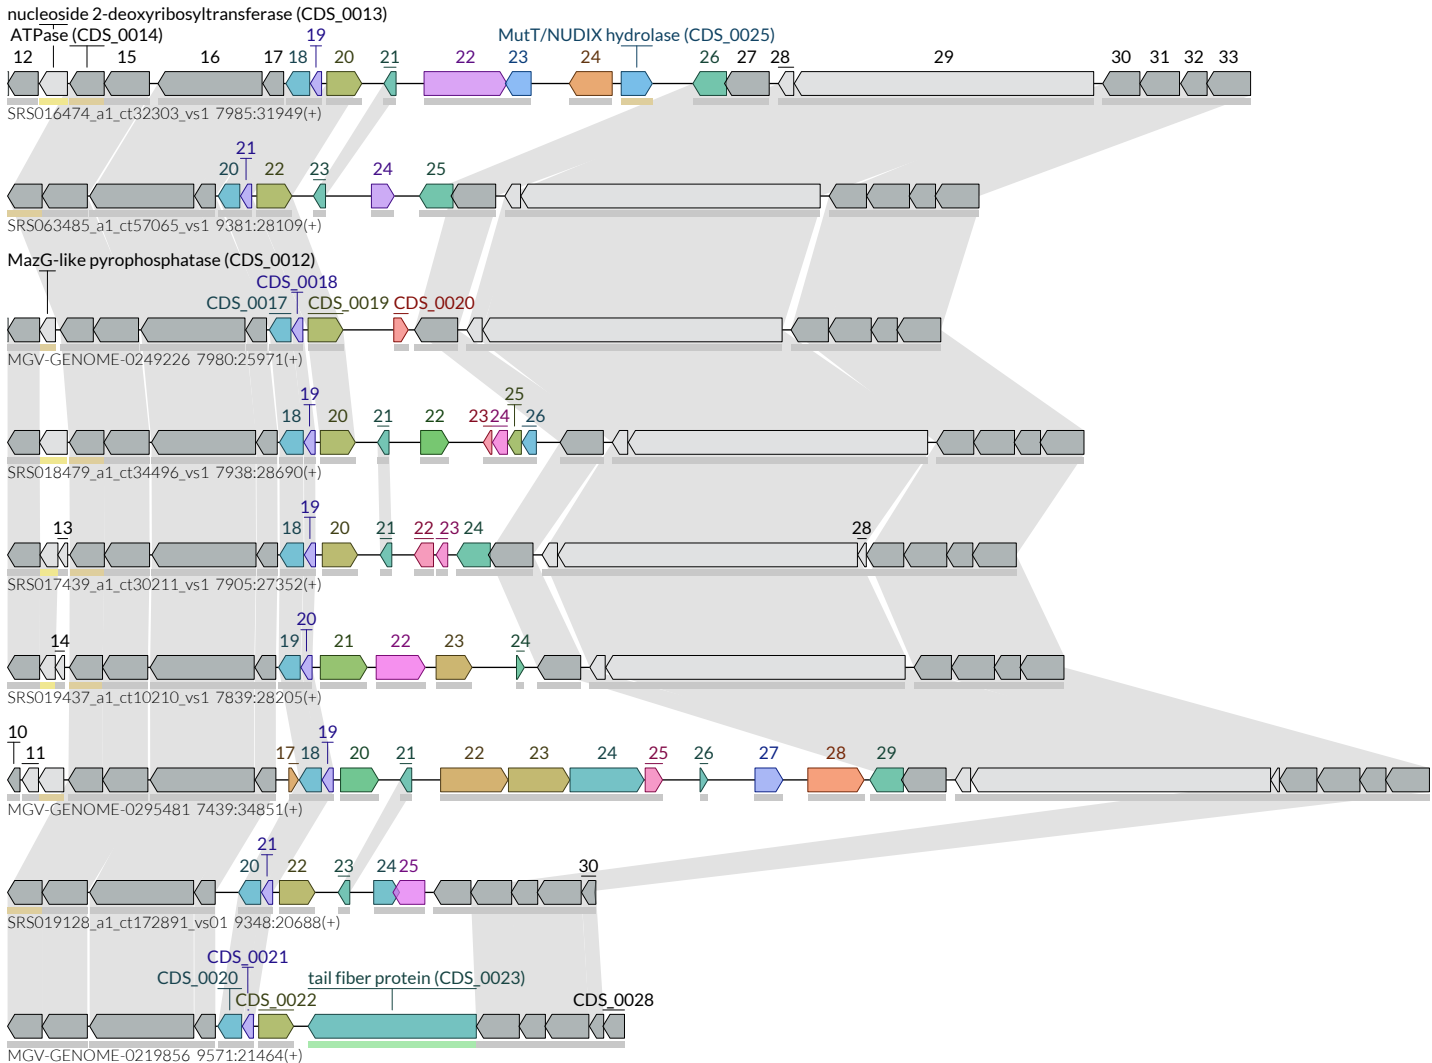 nucleoside 2-deoxyribosyltransferase (CDS_0013)
ATPase (CDS_0014) 19 MutT/NUDIX hydrolase (CDS_0025)
12 15 16 17 18 20 21 22 23 24 26 27 28 29 30 31 32 33
SRS016474_a1_ct32303_vs1 7985:31949(+)
21
20 22 23 24 25
SRS063485_a1_ct57065_vs1 9381:28109(+)
MazG-like pyrophosphatase (CDS_0012)
CDS_0018
CDS_0017 CDS_0019 CDS_0020
MGV-GENOME-0249226 7980:25971(+)
19 25
18 20 21 22 23 24 26
SRS018479_a1_ct34496_vs1 7938:28690(+)
19
13 18 20 21 22 23 24 28
SRS017439_a1_ct30211_vs1 7905:27352(+)
20
14 19 21 22 23 24
SRS019437_a1_ct10210_vs1 7839:28205(+)
10 19
11 17 18 20 21 22 23 24 25 26 27 28 29
MGV-GENOME-0295481 7439:34851(+)
21
20 22 23 24 25 30
SRS019128_a1_ct172891_vs01 9348:20688(+)
CDS_0021
CDS_0020 tail fiber protein (CDS_0023)
CDS_0022 CDS_0028
MGV-GENOME-0219856 9571:21464(+)